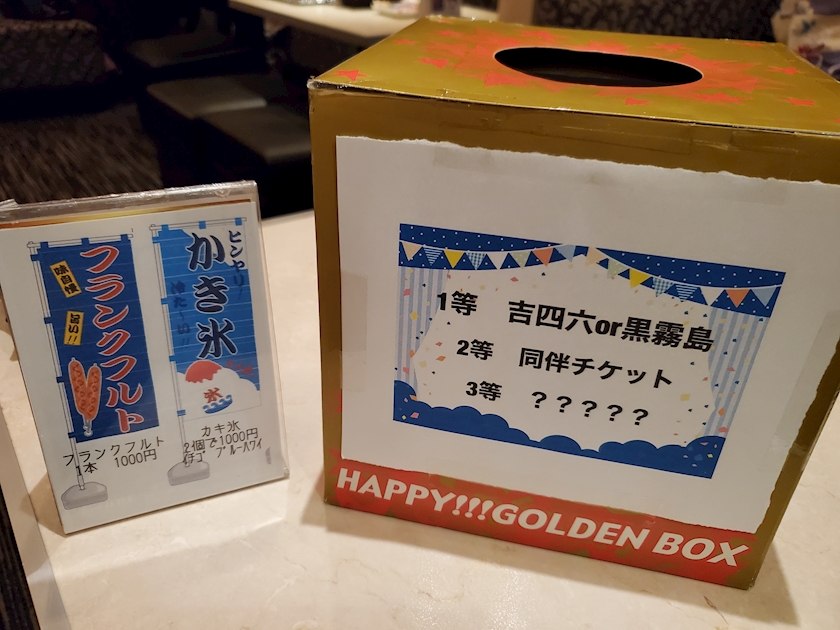 味自慢
旨い!!
フランクフルト
フランクフルト
1本 1000円
ヒンヤリ!
冷た〜い!!
かき氷
氷
カキ氷
2個で1000円
イチゴ ブルーハワイ
1等 吉四六or黒霧島
2等 同伴チケット
3等 ?????
HAPPY!!!GOLDEN BOX